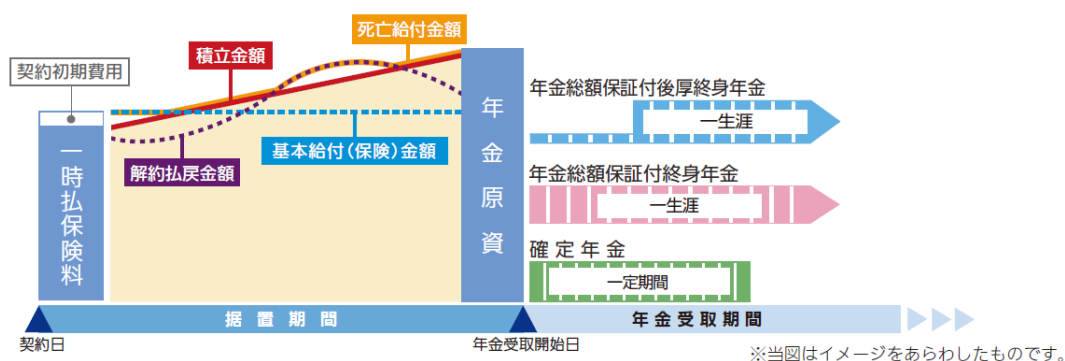 死亡給付金額
積立金額
契約初期費用
一時払保険料
基本給付(保険)金額
解約払戻金額
年金原資
年金総額保証付後厚終身年金
一生涯
年金総額保証付終身年金
一生涯
確定年金
一定期間
据置期間
年金受取期間
契約日
年金受取開始日
※当図はイメージをあらわしたものです。